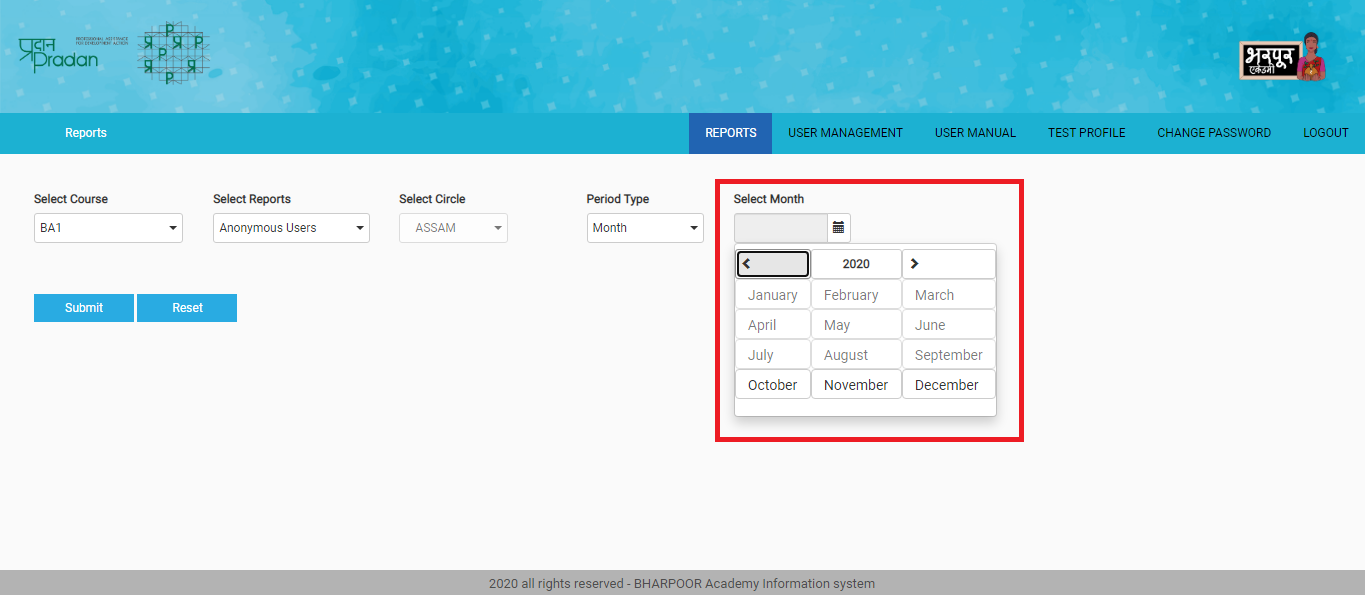 प्रदान
Pradan
PROFESSIONAL ASSISTANCE
FOR DEVELOPMENT ACTION
भरपूर
एकेडमी
Reports
REPORTS USER MANAGEMENT USER MANUAL TEST PROFILE CHANGE PASSWORD LOGOUT
Select Course Select Reports Select Circle Period Type Select Month
BA1 Anonymous Users ASSAM Month
2020
January February March
April May June
July August September
October November December
Submit Reset
2020 all rights reserved - BHARPOOR Academy Information system